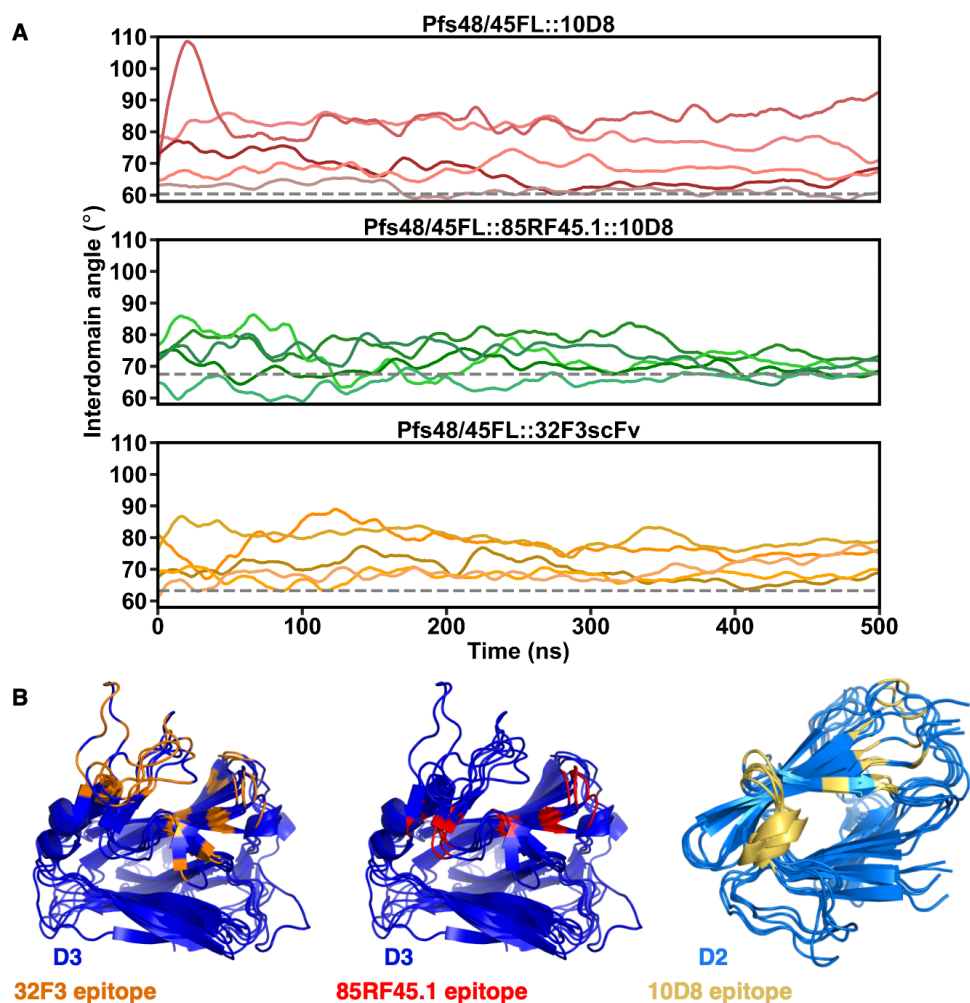 A
Pfs48/45FL::10D8
110
100
90
80
70
60
Pfs48/45FL::85RF45.1::10D8
110
100
90
80
70
60
Interdomain angle (°)
Pfs48/45FL::32F3scFv
110
100
90
80
70
60
0 100 200 300 400 500
Time (ns)
B
D3 D3 D2
32F3 epitope 85RF45.1 epitope 10D8 epitope